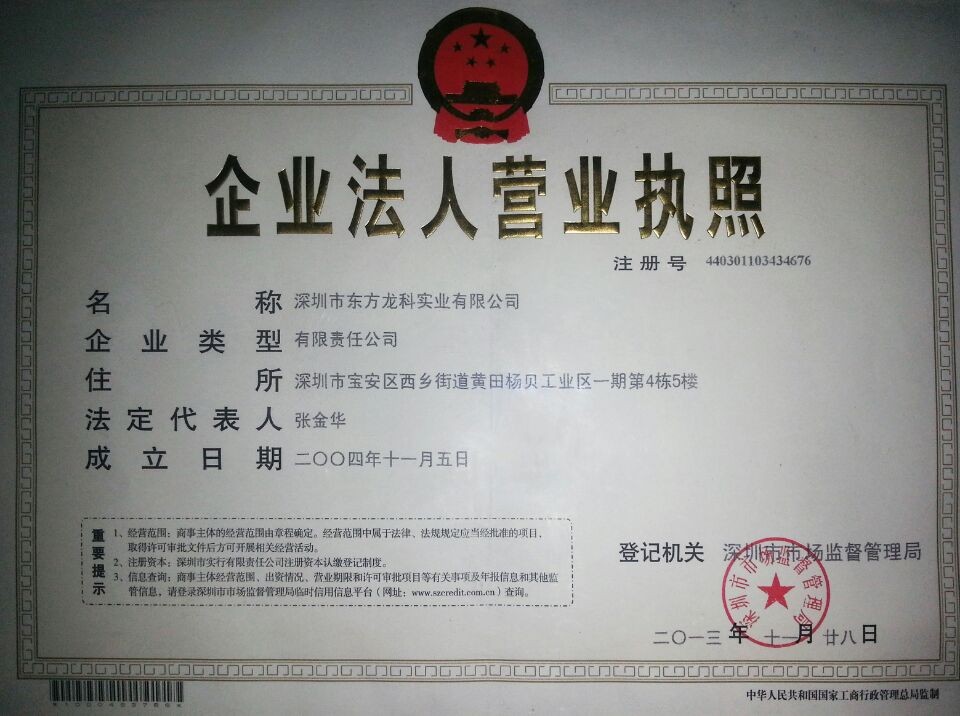 企业法人营业执照
注册号 440301103434676
名称 深圳市东方龙科实业有限公司
企业类型 有限责任公司
住所 深圳市宝安区西乡街道黄田杨贝工业区一期第4栋5楼
法定代表人 张金华
成立日期 二〇〇四年十一月五日
重要提示
1、经营范围:商事主体的经营范围由章程确定。经营范围中属于法律、法规规定应当经批准的项目,
取得许可审批文件后方可开展相关经营活动。
2、注册资本:深圳市实行有限责任公司注册资本认缴登记制度。
3、信息查询:商事主体经营范围、出资情况、营业期限和许可审批项目等有关事项及年报信息和其他监
管信息,请登录深圳市市场监督管理局临时信用信息平台(网址:www.szcredit.com.cn)查询。
登记机关 深圳市市场监督管理局
深圳市市场监督管理局
二〇一三年十一月廿八日
中华人民共和国国家工商行政管理总局监制